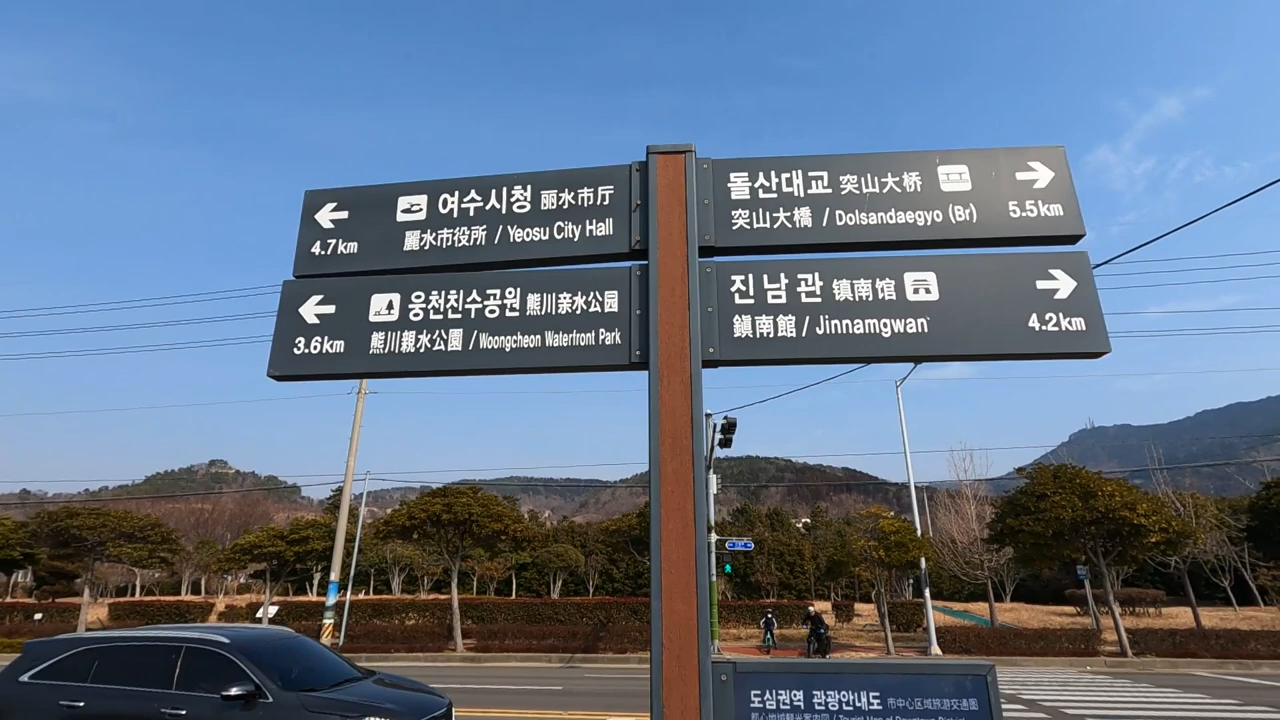 여수시청 丽水市厅
4.7km 麗水市役所 / Yeosu City Hall
웅천친수공원 熊川亲水公园
3.6km 熊川親水公園 / Woongcheon Waterfront Park
돌산대교 突山大桥
突山大橋 / Dolsandaegyo (Br) 5.5km
진남관 镇南馆
鎭南館 / Jinnamgwan 4.2km
도심권역 관광안내도 市中心区域旅游交通图